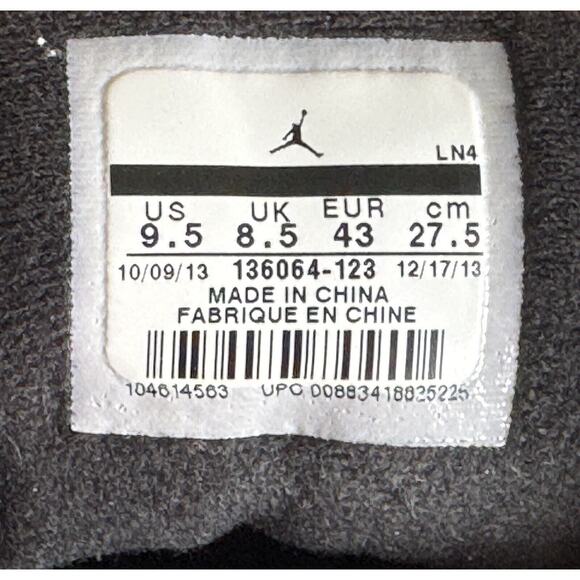 LN4
US UK EUR cm
9.5 8.5 43 27.5
10/09/13 136064-123 12/17/13
MADE IN CHINA
FABRIQUE EN CHINE
104614563 UPC 00883418825225